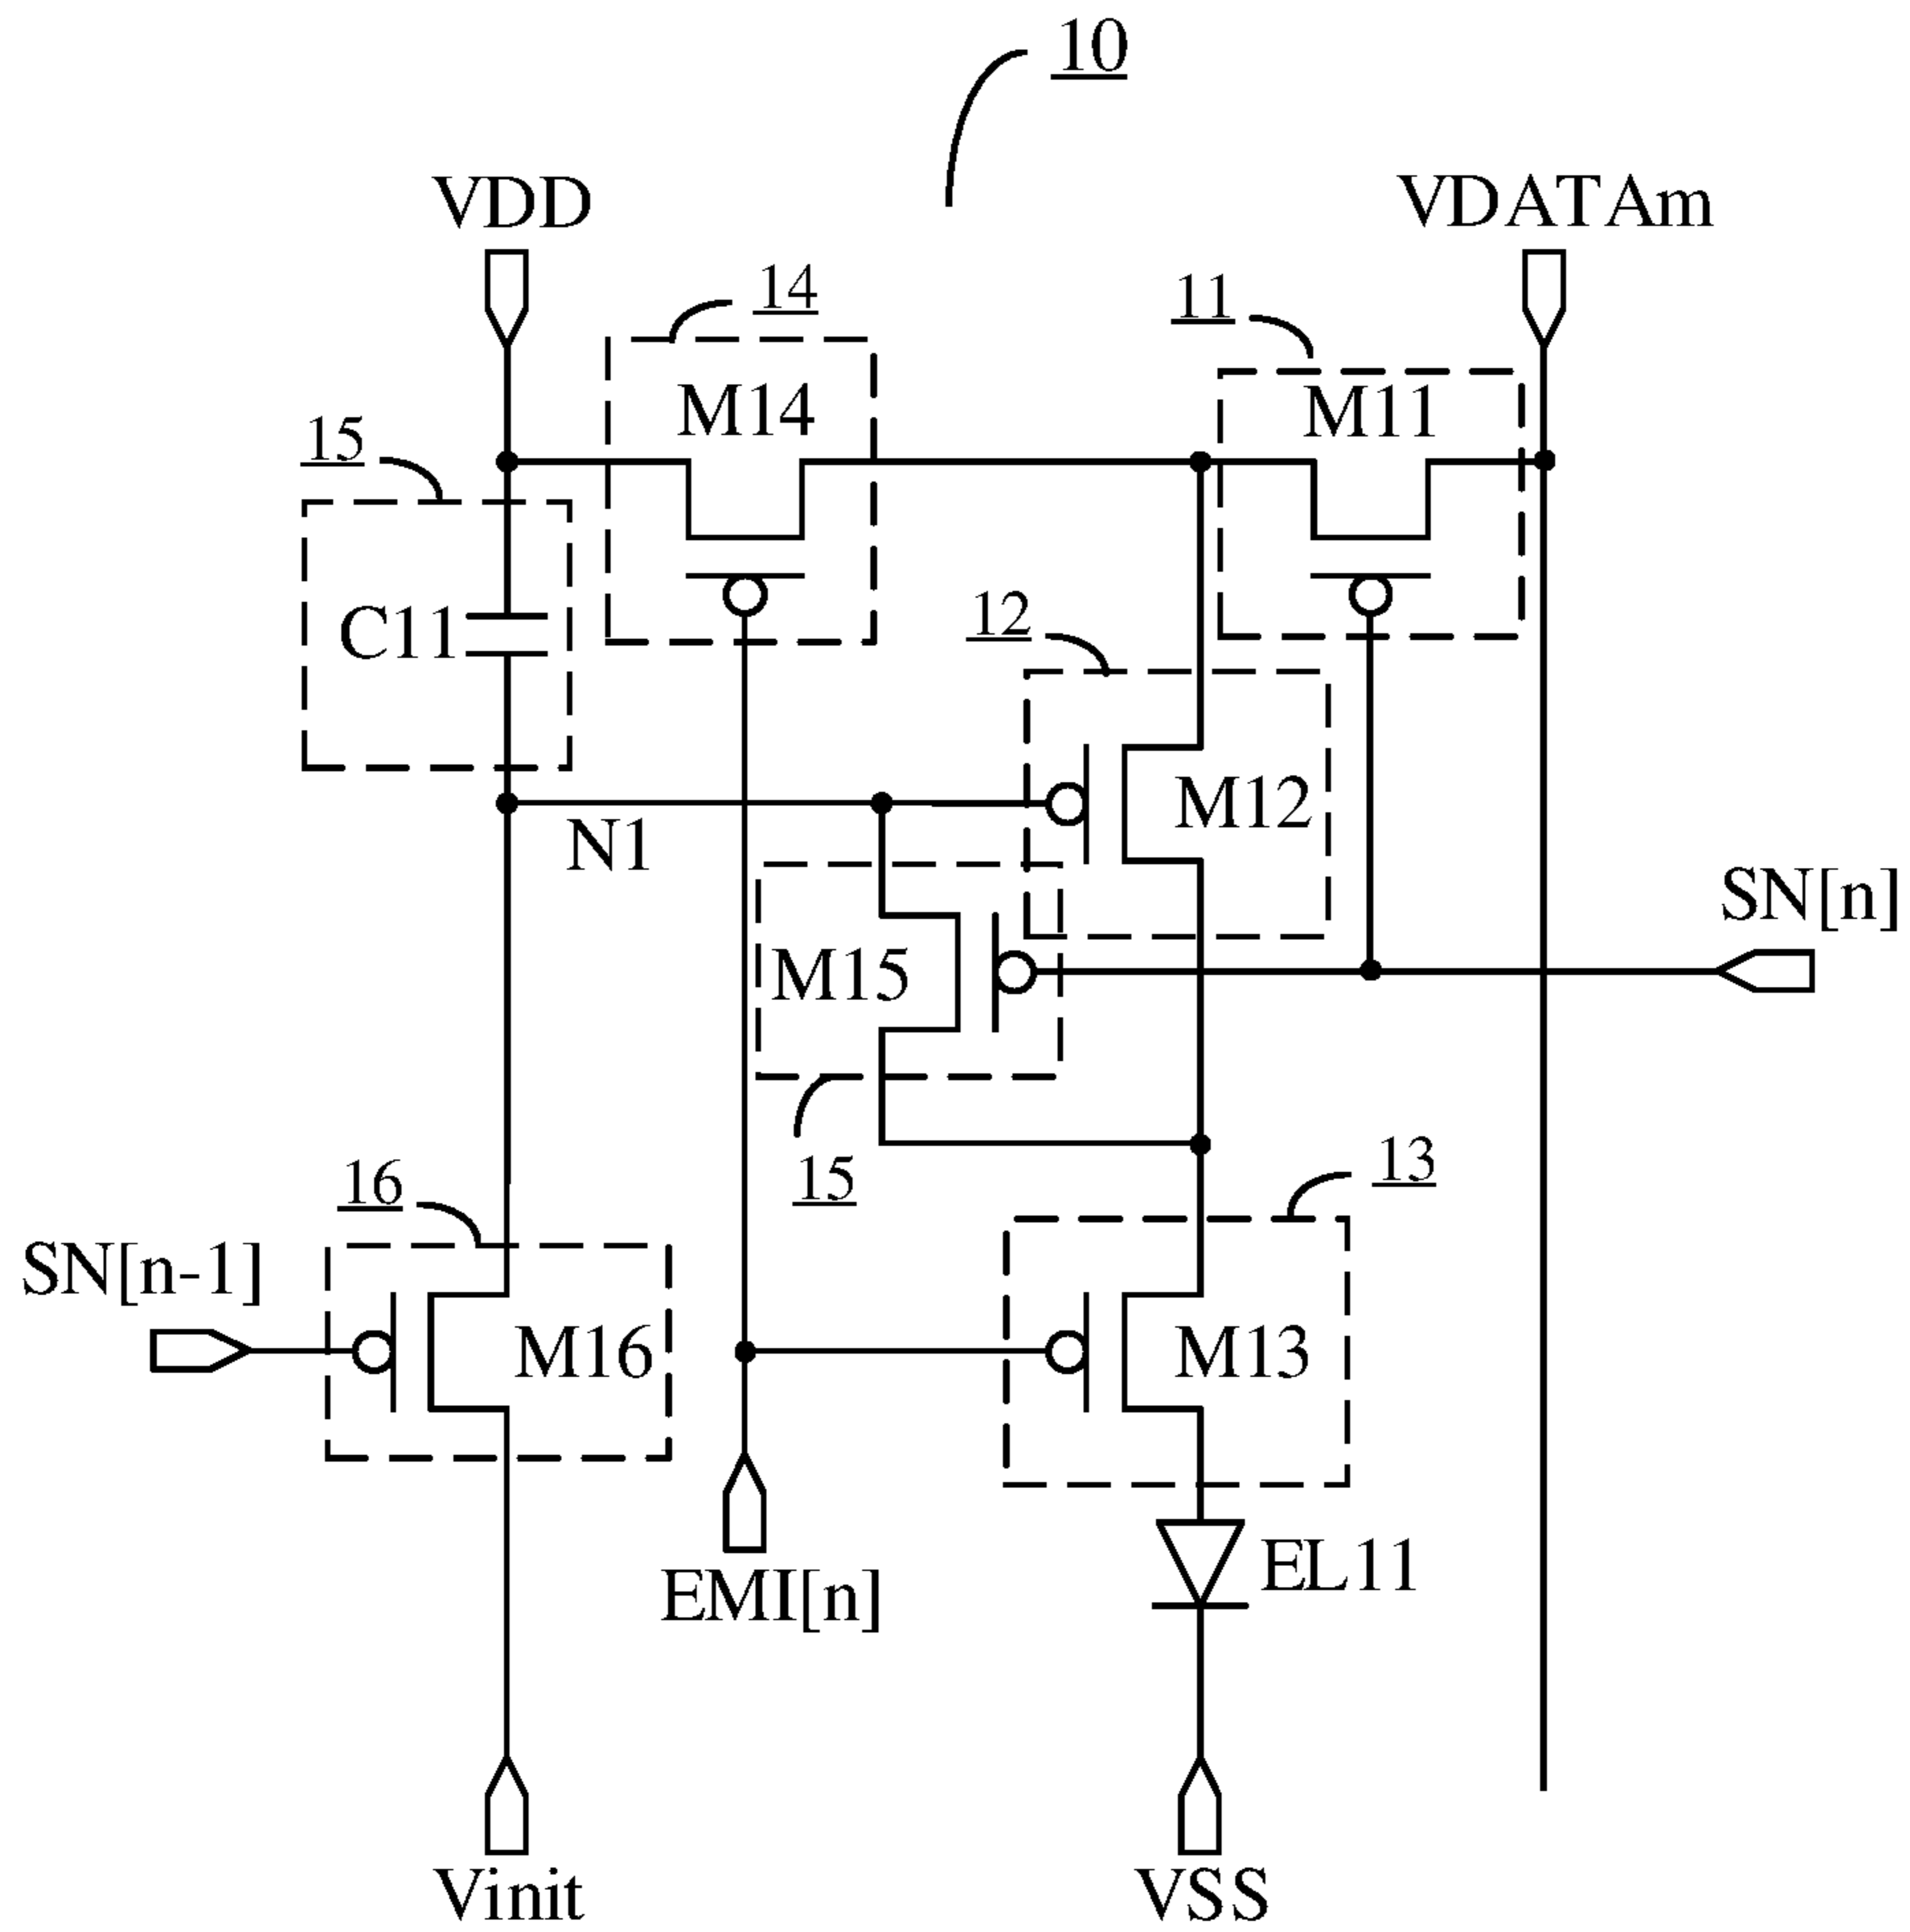 10
VDD
VDATAm
14
11
M14
M11
15
C11
12
M12
N1
SN[n]
M15
15
13
16
SN[n-1]
M16
M13
EL11
EMI[n]
Vinit
VSS